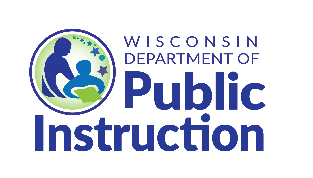 WISCONSIN
DEPARTMENT OF
Public
Instruction